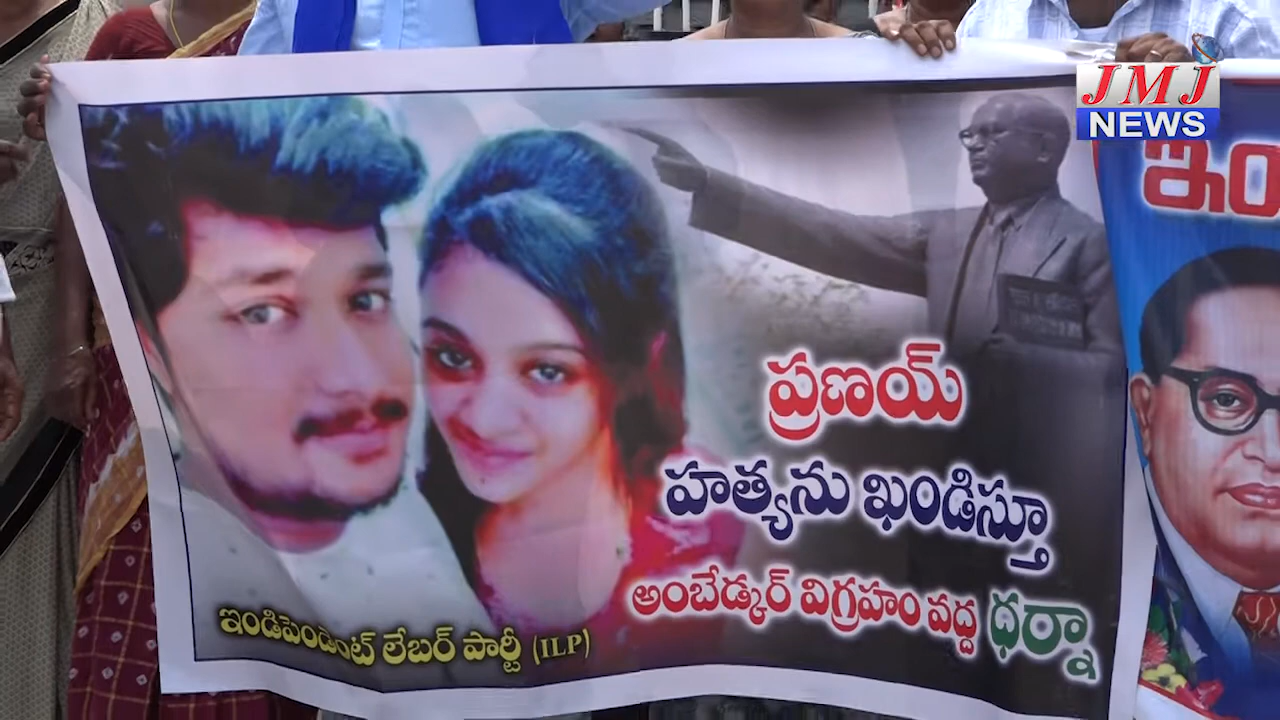 JMJ
NEWS
ప్రణయ్
హత్యను ఖండిస్తూ
అంబేడ్కర్ విగ్రహం వద్ద ధర్నా
ఇండిపెండెంట్ లేబర్ పార్టీ (ILP)